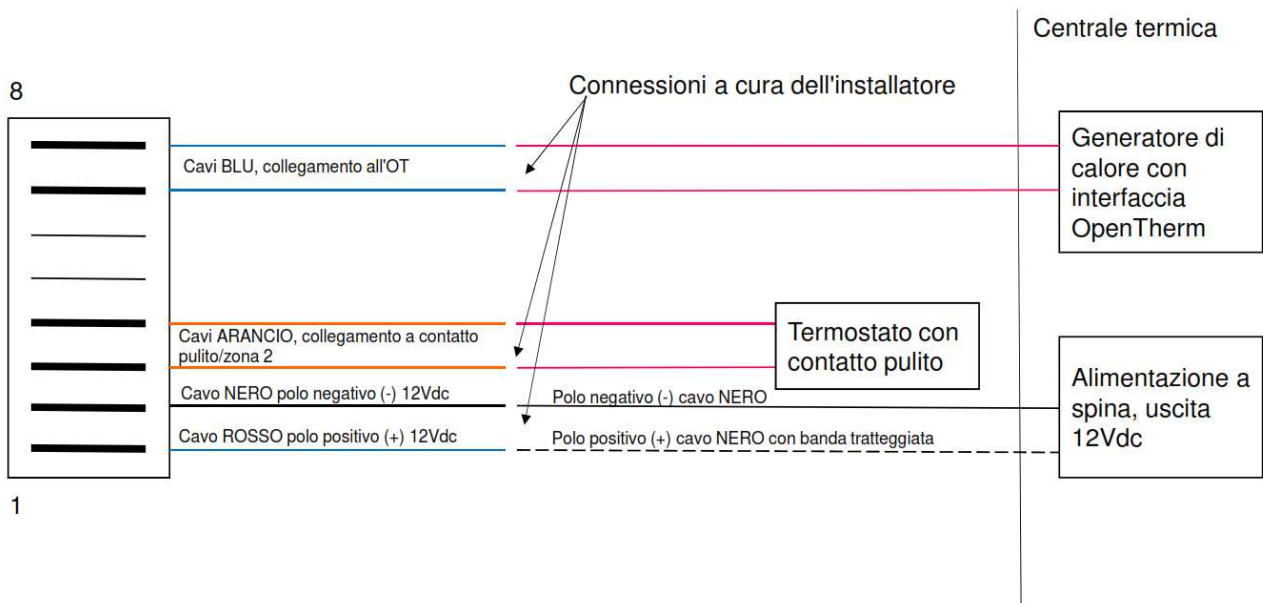 Centrale termica
8
Connessioni a cura dell'installatore
Cavi BLU, collegamento all'OT
Generatore di
calore con
interfaccia
OpenTherm
Cavi ARANCIO, collegamento a contatto
pulito/zona 2
Termostato con
contatto pulito
Cavo NERO polo negativo (-) 12Vdc
Polo negativo (-) cavo NERO
Cavo ROSSO polo positivo (+) 12Vdc
Polo positivo (+) cavo NERO con banda tratteggiata
Alimentazione a
spina, uscita
12Vdc
1